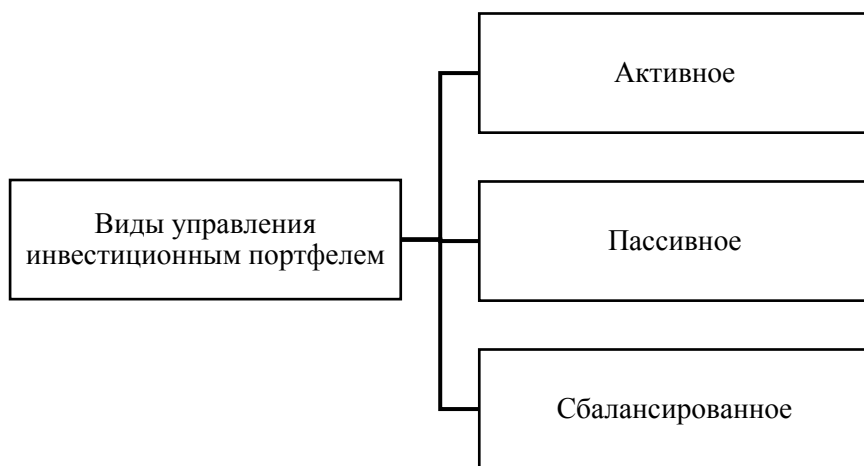 Активное
Виды управления
инвестиционным портфелем
Пассивное
Сбалансированное